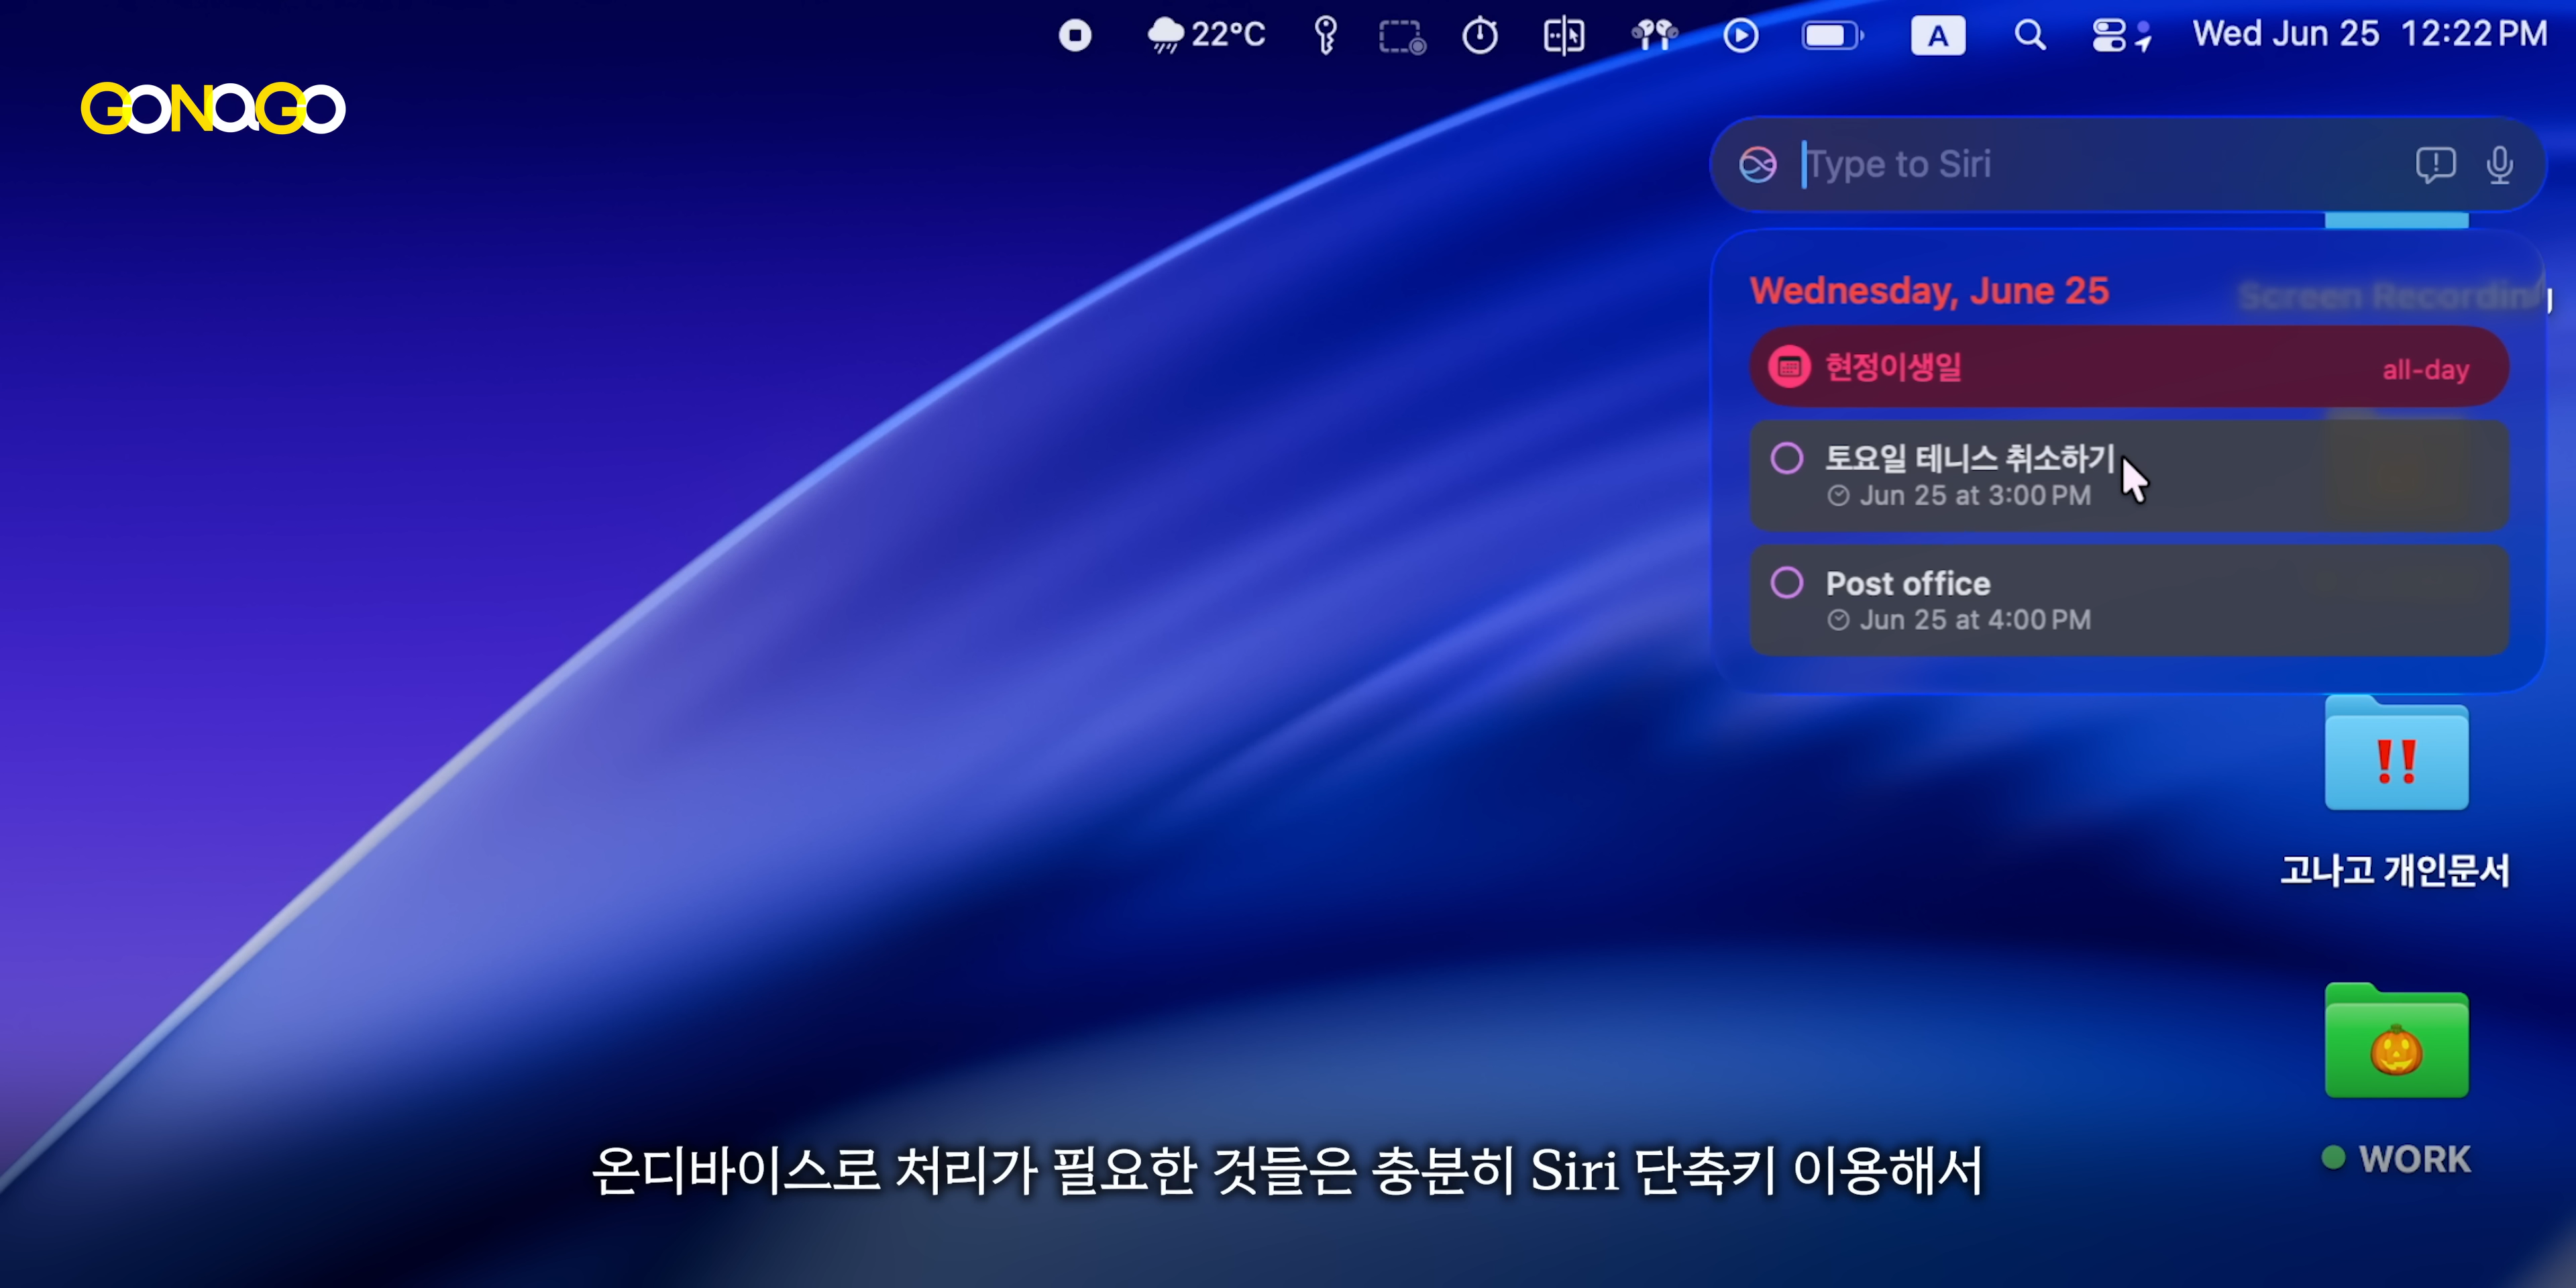 22°C
A
Wed Jun 25 12:22 PM
GONaGO
Type to Siri
Wednesday, June 25
Screen Recording
현정이생일
all-day
토요일 테니스 취소하기
Jun 25 at 3:00 PM
Post office
Jun 25 at 4:00 PM
고나고 개인문서
WORK
온디바이스로 처리가 필요한 것들은 충분히 Siri 단축키 이용해서